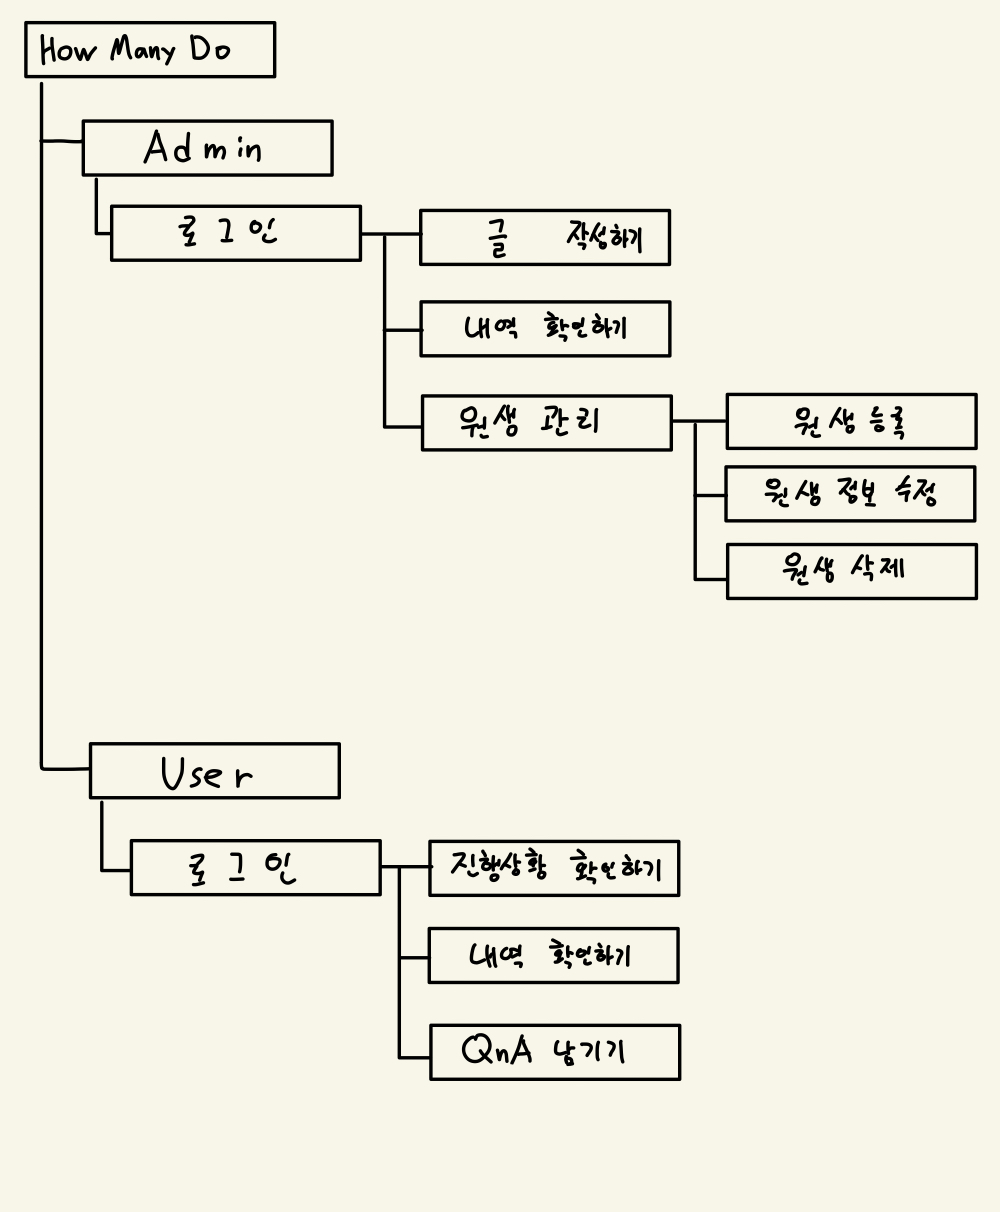 How Many Do
Admin
로그인
글 작성하기
내역 확인하기
원생 관리
원생 등록
원생 정보 수정
원생 삭제
User
로그인
진행상황 확인하기
내역 확인하기
QnA 남기기